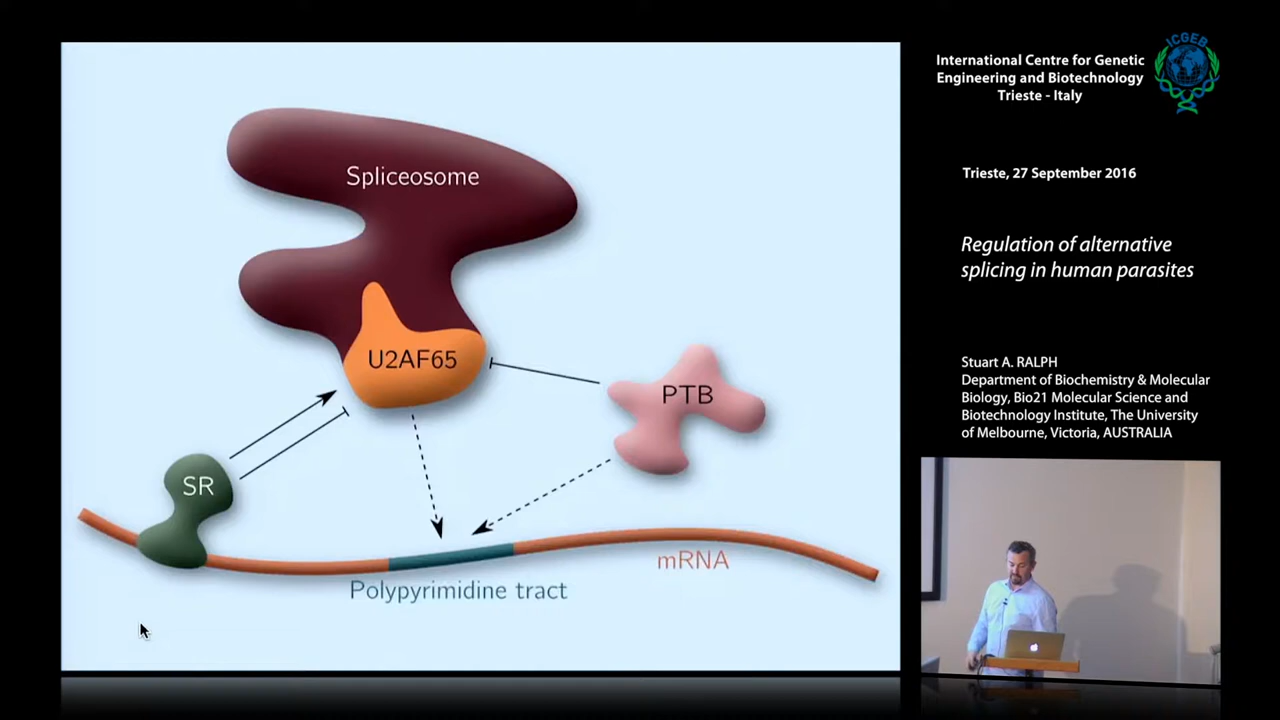 Spliceosome
U2AF65
PTB
SR
mRNA
Polypyrimidine tract
ICGEB
International Centre for Genetic
Engineering and Biotechnology
Trieste - Italy
Trieste, 27 September 2016
Regulation of alternative
splicing in human parasites
Stuart A. RALPH
Department of Biochemistry & Molecular
Biology, Bio21 Molecular Science and
Biotechnology Institute, The University
of Melbourne, Victoria, AUSTRALIA